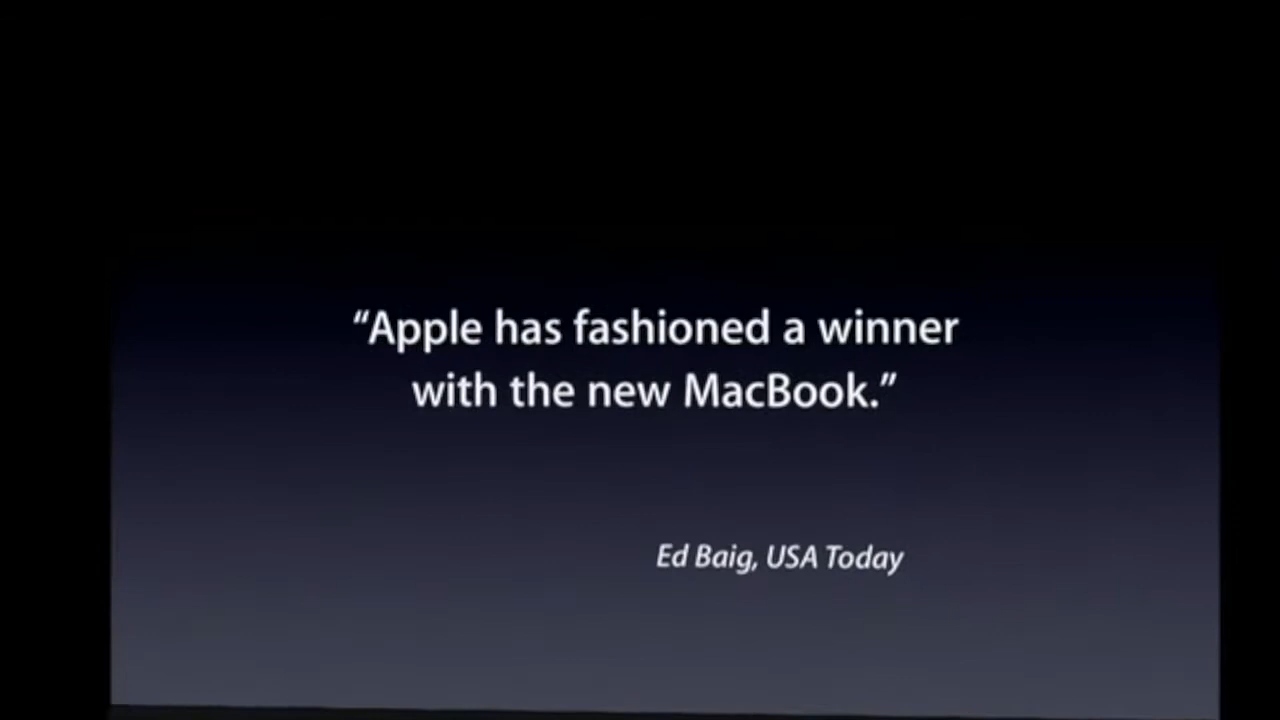 “Apple has fashioned a winner
with the new MacBook.”
Ed Baig, USA Today